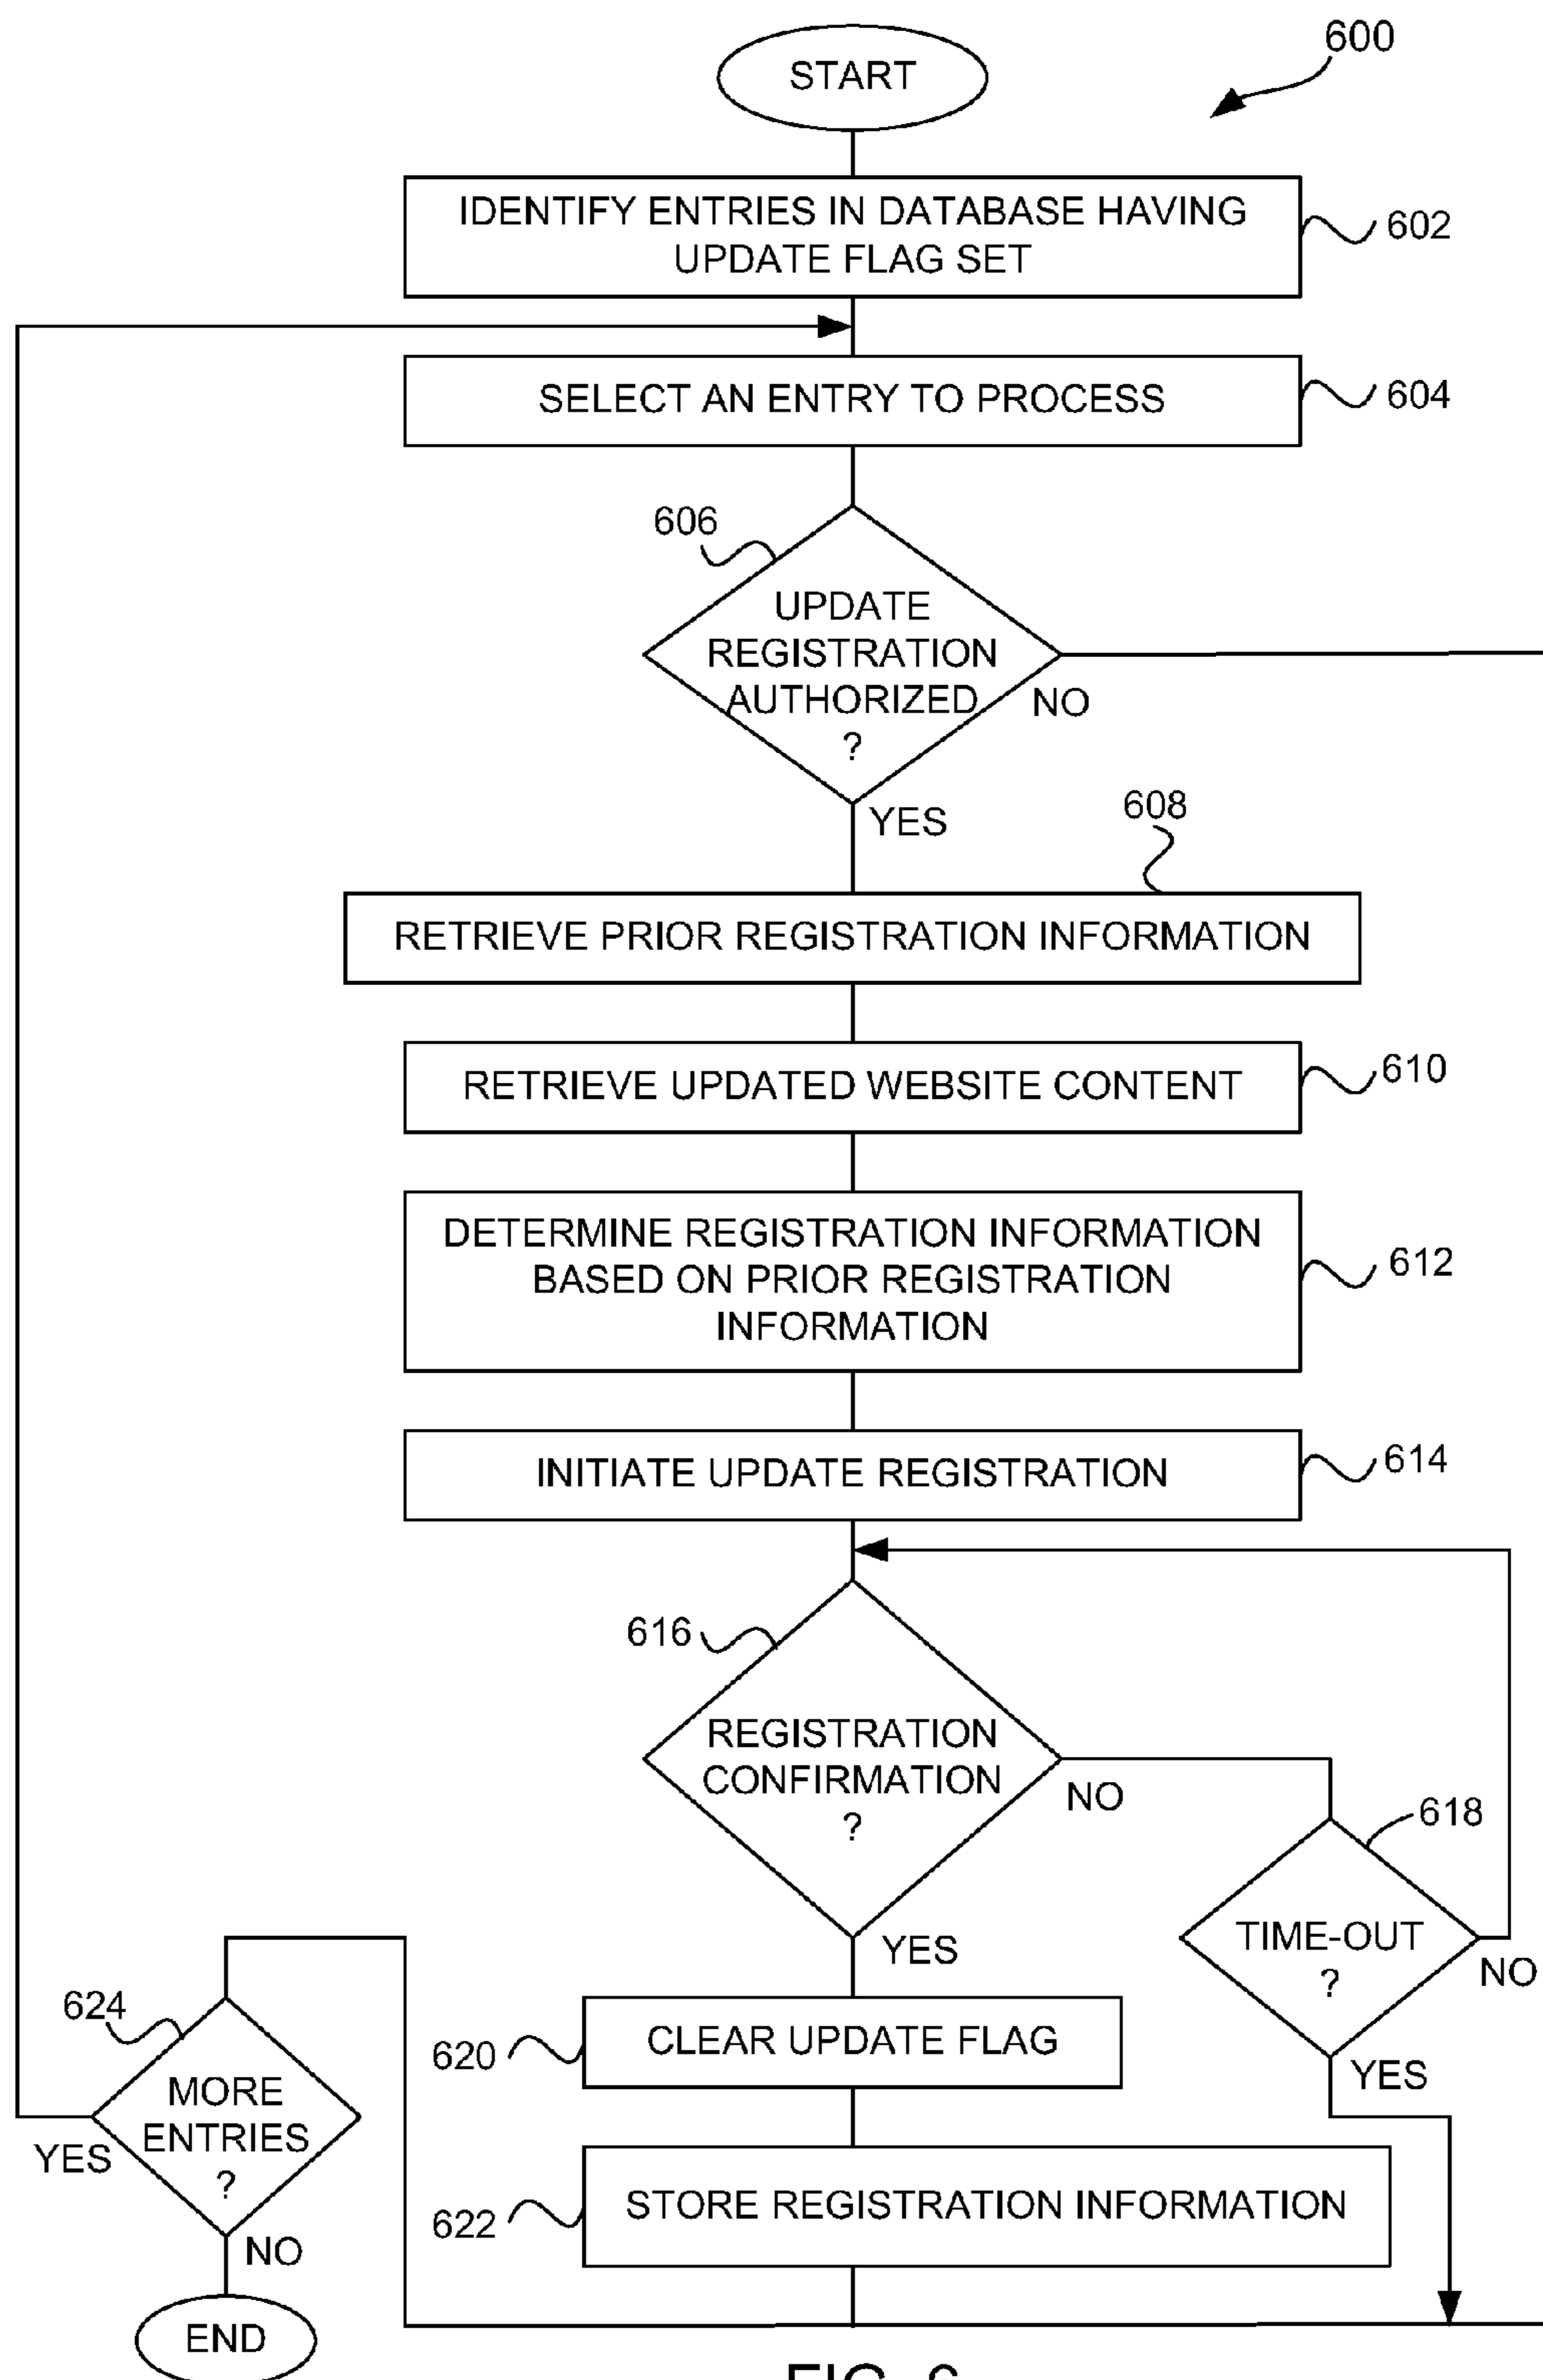 START
600
IDENTIFY ENTRIES IN DATABASE HAVING
UPDATE FLAG SET
602
SELECT AN ENTRY TO PROCESS
604
606
UPDATE
REGISTRATION
AUTHORIZED
?
NO
YES
608
RETRIEVE PRIOR REGISTRATION INFORMATION
RETRIEVE UPDATED WEBSITE CONTENT
610
DETERMINE REGISTRATION INFORMATION
BASED ON PRIOR REGISTRATION
INFORMATION
612
INITIATE UPDATE REGISTRATION
614
616
REGISTRATION
CONFIRMATION
?
NO
618
YES
TIME-OUT
?
NO
624
620
CLEAR UPDATE FLAG
YES
MORE
ENTRIES
?
YES
622
STORE REGISTRATION INFORMATION
NO
END
FIG. 6